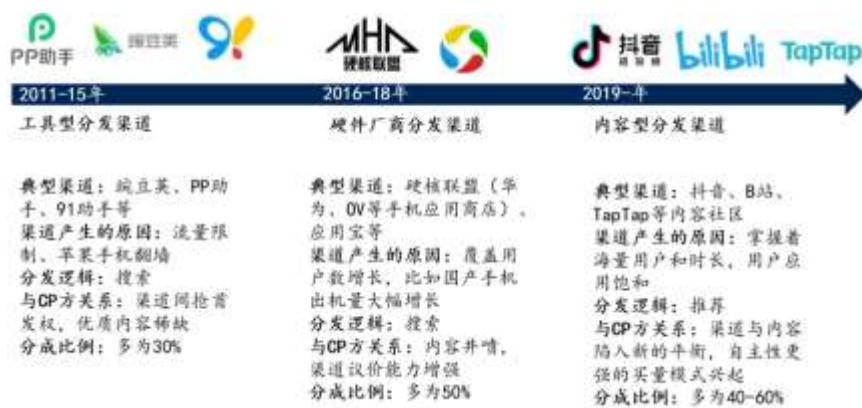 PP助手
豌豆荚
硬核联盟
抖音
bilibili
TapTap
2011-15年
2016-18年
2019-年
工具型分发渠道
硬件厂商分发渠道
内容型分发渠道
典型渠道：豌豆荚、PP助
手、91助手等
渠道产生的原因：流量限
制、苹果手机翻墙
分发逻辑：搜索
与CP方关系：渠道间抢首
发权，优质内容稀缺
分成比例：多为30%
典型渠道：硬核联盟（华
为、OV等手机应用商店）、
应用宝等
渠道产生的原因：覆盖用
户数增长，比如国产手机
出机量大幅增长
分发逻辑：搜索
与CP方关系：内容井喷，
渠道议价能力增强
分成比例：多为50%
典型渠道：抖音、B站、
TapTap等内容社区
渠道产生的原因：掌握着
海量用户和时长，用户应
用饱和
分发逻辑：推荐
与CP方关系：渠道与内容
陷入新的平衡，自主性更
强的买量模式兴起
分成比例：多为40-60%